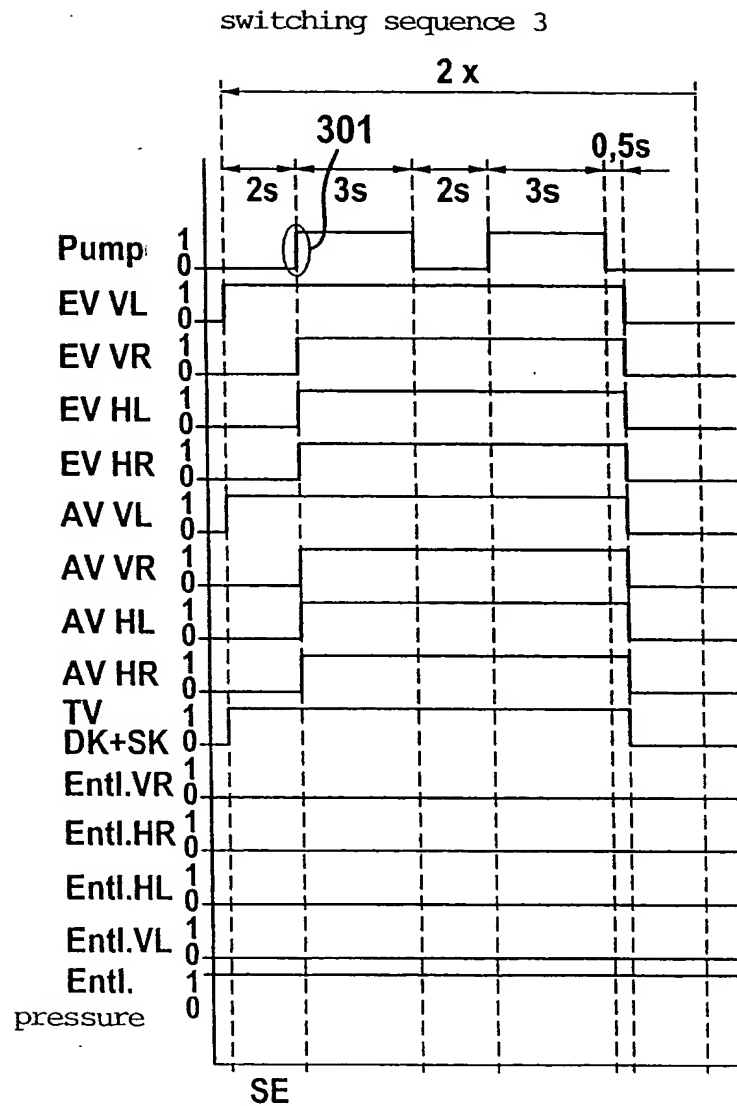 switching sequence 3
2 x
301
0,5s
2s 3s 2s 3s
Pump 1 0
EV VL 1 0
EV VR 1 0
EV HL 1 0
EV HR 1 0
AV VL 1 0
AV VR 1 0
AV HL 1 0
AV HR 1 0
TV
DK+SK 1 0
Entl.VR 1 0
Entl.HR 1 0
Entl.HL 1 0
Entl.VL 1 0
Entl. 1 0
pressure
SE